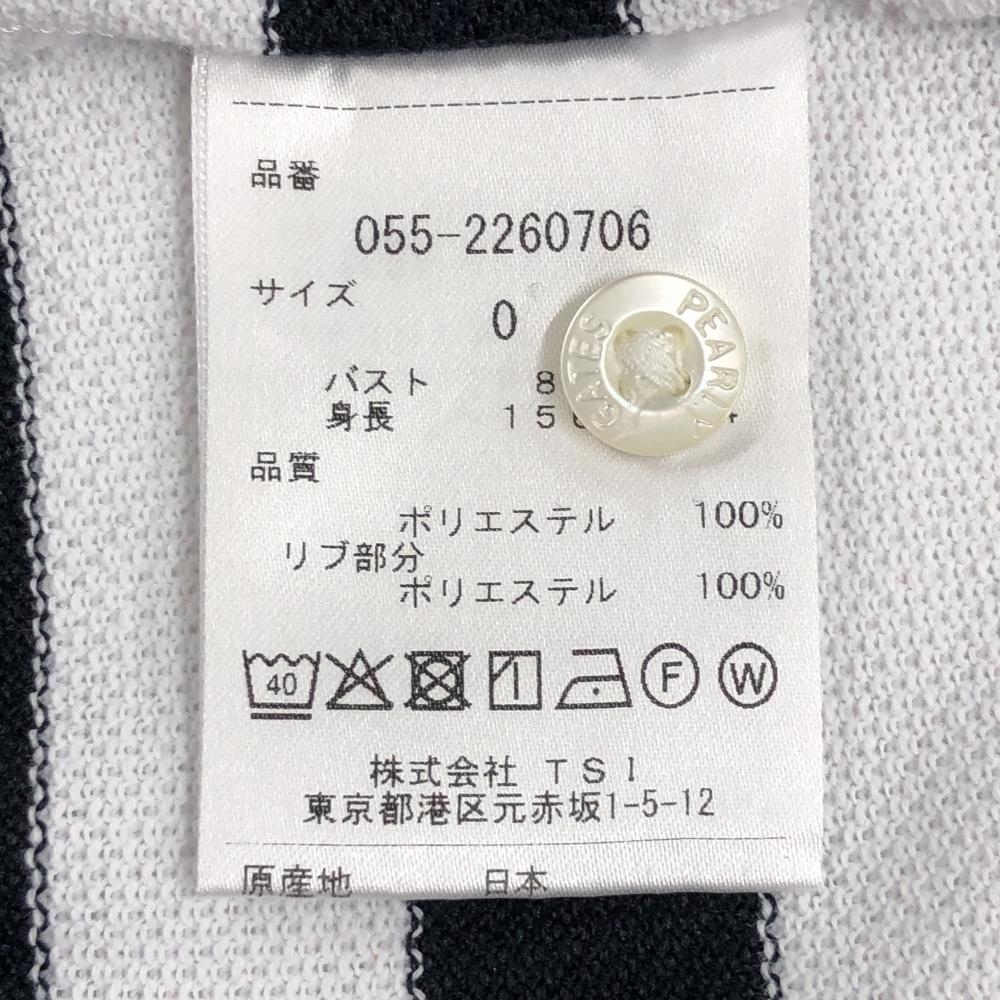 品番
055-2260706
サイズ
0
バスト 8
身長 15
品質
ポリエステル 100%
リブ部分
ポリエステル 100%
40
F
W
株式会社 TSI
東京都港区元赤坂1-5-12
原産地 日本
PEARLY GATES